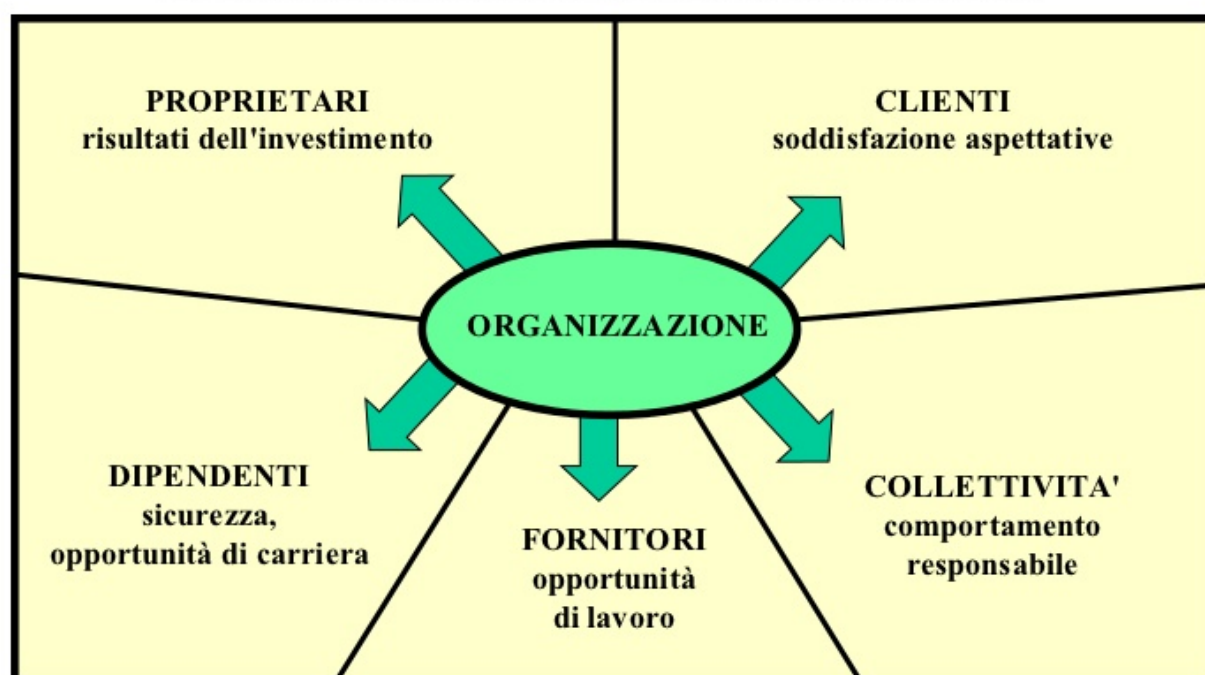 PROPRIETARI
risultati dell'investimento
CLIENTI
soddisfazione aspettative
ORGANIZZAZIONE
DIPENDENTI
sicurezza,
opportunità di carriera
FORNITORI
opportunità
di lavoro
COLLETTIVITA'
comportamento
responsabile